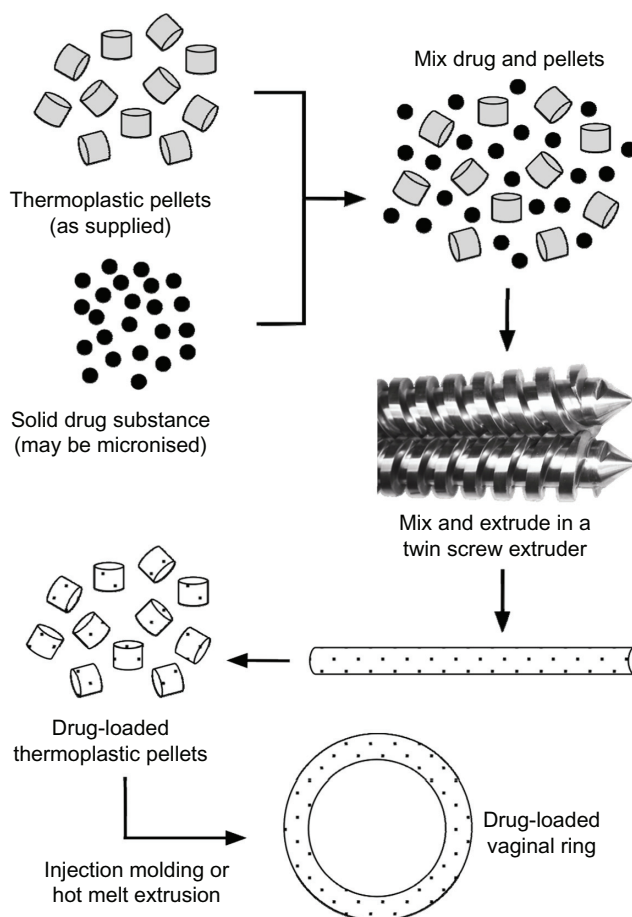 Thermoplastic pellets
(as supplied)
Solid drug substance
(may be micronised)
Mix drug and pellets
Mix and extrude in a
twin screw extruder
Drug-loaded
thermoplastic pellets
Injection molding or
hot melt extrusion
Drug-loaded
vaginal ring